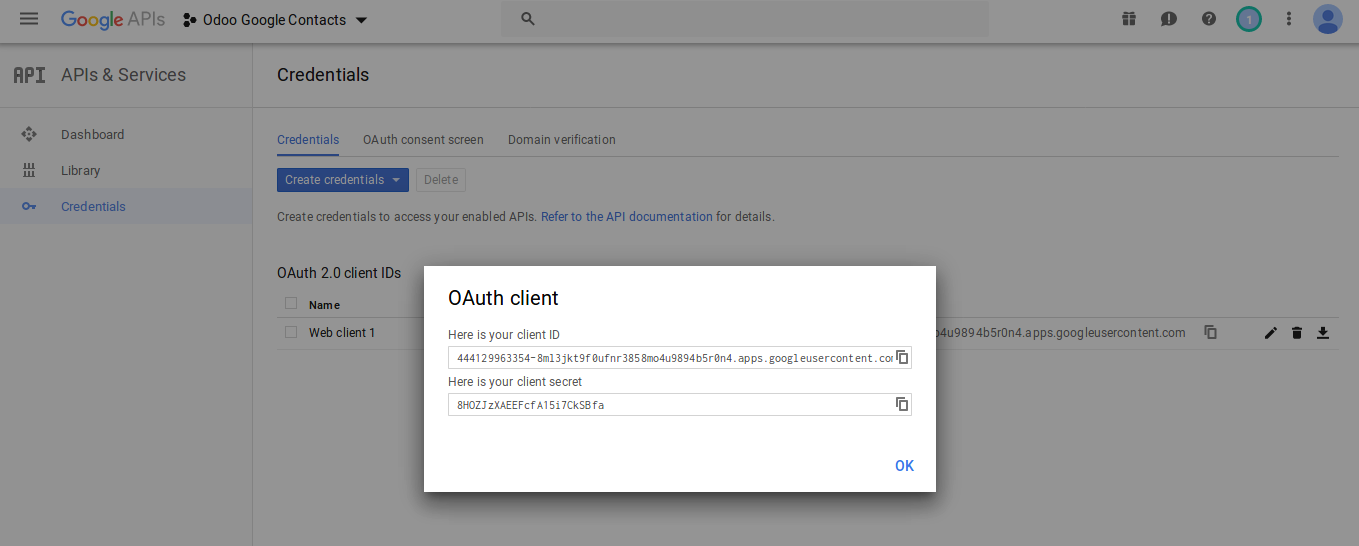 Google APIs Odoo Google Contacts 1
API APIs & Services Credentials
Dashboard
Library
Credentials
Credentials OAuth consent screen Domain verification
Create credentials Delete
Create credentials to access your enabled APIs. Refer to the API documentation for details.
OAuth 2.0 client IDs
Name
Web client 1 4u9894b5r0n4.apps.googleusercontent.com
OAuth client
Here is your client ID
444129963354-8ml3jkt9f0ufnr3858mo4u9894b5r0n4.apps.googleusercontent.com
Here is your client secret
8HOZJzXAEEFcfA15i7CkSBfa
OK